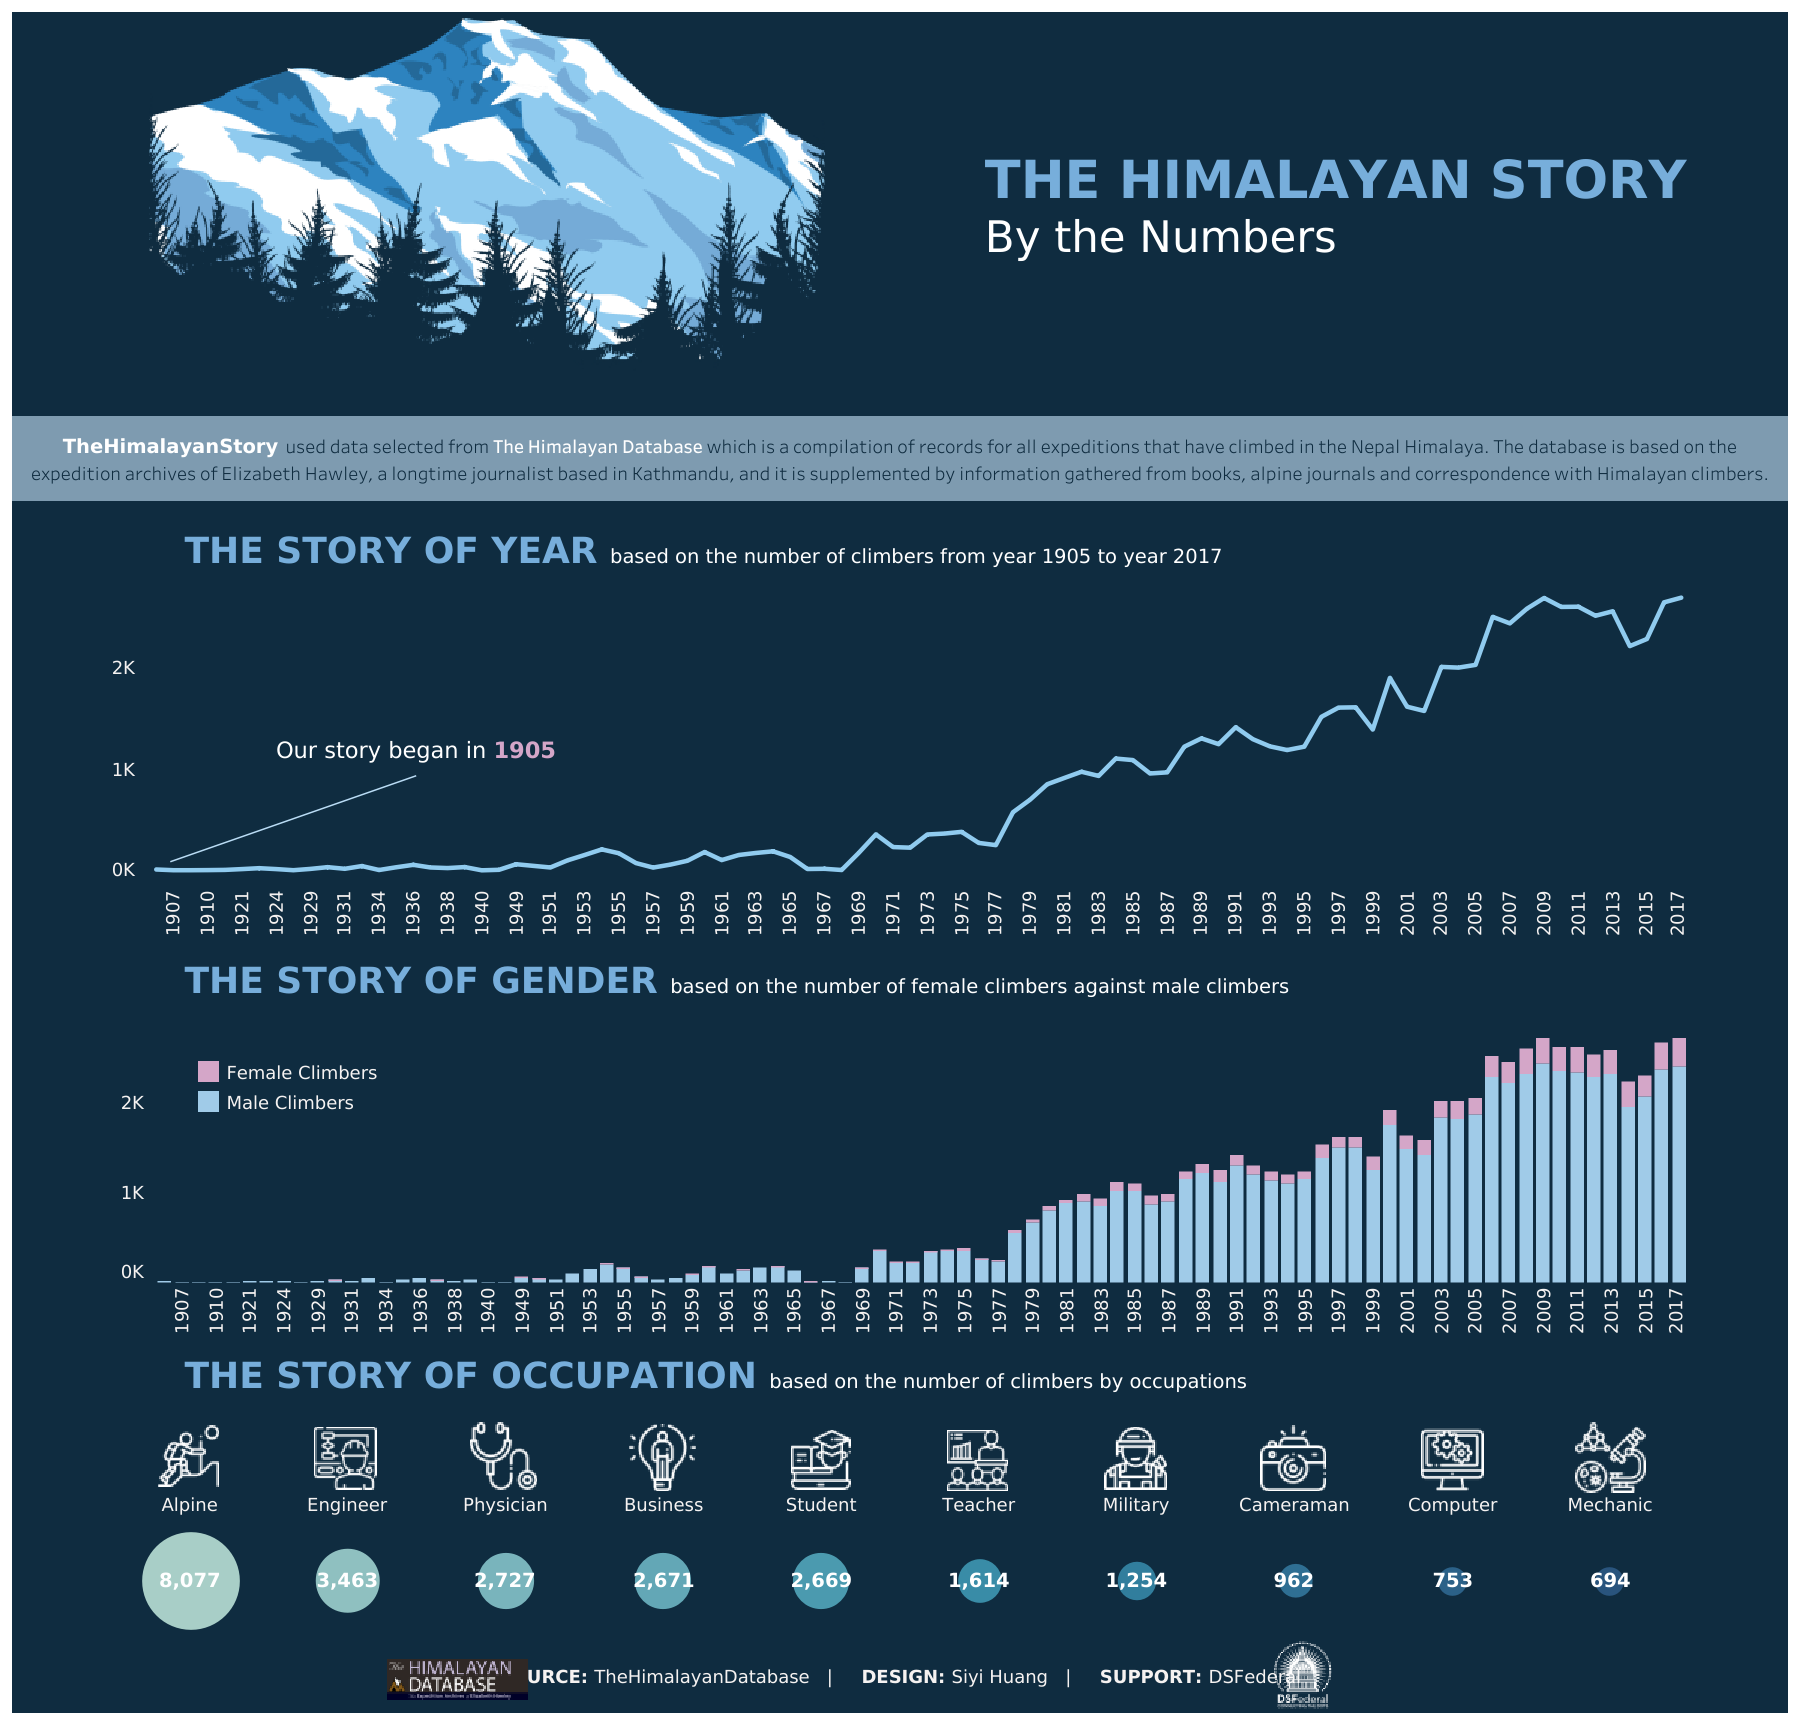 THE HIMALAYAN STORY
By the Numbers
TheHimalayanStory used data selected from The Himalayan Database which is a compilation of records for all expeditions that have climbed in the Nepal Himalaya. The database is based on the
expedition archives of Elizabeth Hawley, a longtime journalist based in Kathmandu, and it is supplemented by information gathered from books, alpine journals and correspondence with Himalayan climbers.
THE STORY OF YEAR based on the number of climbers from year 1905 to year 2017
2K
Our story began in 1905
1K
0K
1907 1910 1921 1924 1929 1931 1934 1936 1938 1940 1949 1951 1953 1955 1957 1959 1961 1963 1965 1967 1969 1971 1973 1975 1977 1979 1981 1983 1985 1987 1989 1991 1993 1995 1997 1999 2001 2003 2005 2007 2009 2011 2013 2015 2017
THE STORY OF GENDER based on the number of female climbers against male climbers
Female Climbers
Male Climbers
2K
1K
0K
1907 1910 1921 1924 1929 1931 1934 1936 1938 1940 1949 1951 1953 1955 1957 1959 1961 1963 1965 1967 1969 1971 1973 1975 1977 1979 1981 1983 1985 1987 1989 1991 1993 1995 1997 1999 2001 2003 2005 2007 2009 2011 2013 2015 2017
THE STORY OF OCCUPATION based on the number of climbers by occupations
Alpine Engineer Physician Business Student Teacher Military Cameraman Computer Mechanic
8,077 3,463 2,727 2,671 2,669 1,614 1,254 962 753 694
The HIMALAYAN
DATABASE
URCE: TheHimalayanDatabase | DESIGN: Siyi Huang | SUPPORT: DSFederal
DSFederal